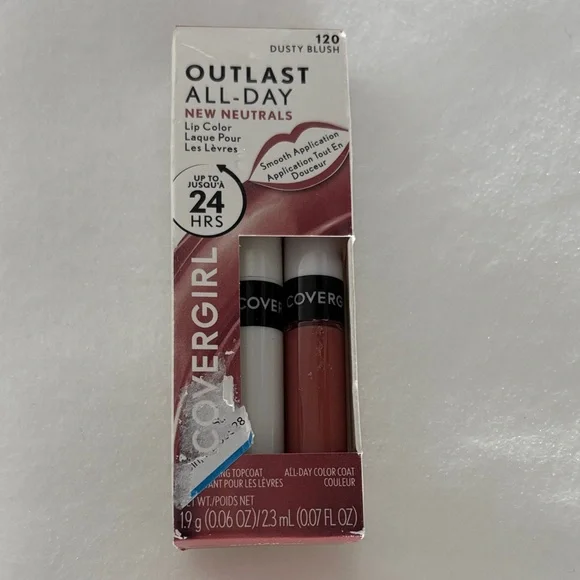 120
DUSTY BLUSH
OUTLAST
ALL-DAY
NEW NEUTRALS
Lip Color
Laque Pour
Les Lèvres
Smooth Application
Application Tout En
Douceur
UP TO
JUSQU'À
24
HRS
COVERGIRL
COVER
COVERG
TOPCOAT
POUR LES LÈVRES
ALL-DAY COLOR COAT
COULEUR
WT./POIDS NET
1.9 g (0.06 OZ)/2.3 mL (0.07 FL OZ)